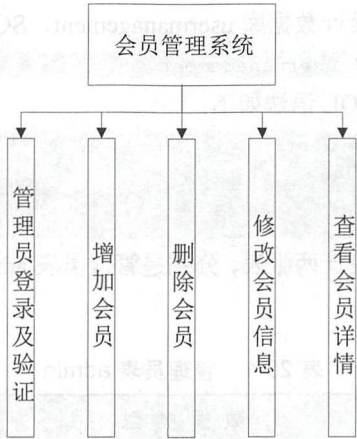 会员管理系统
管理员登录及验证
增加会员
删除会员
修改会员信息
查看会员详情